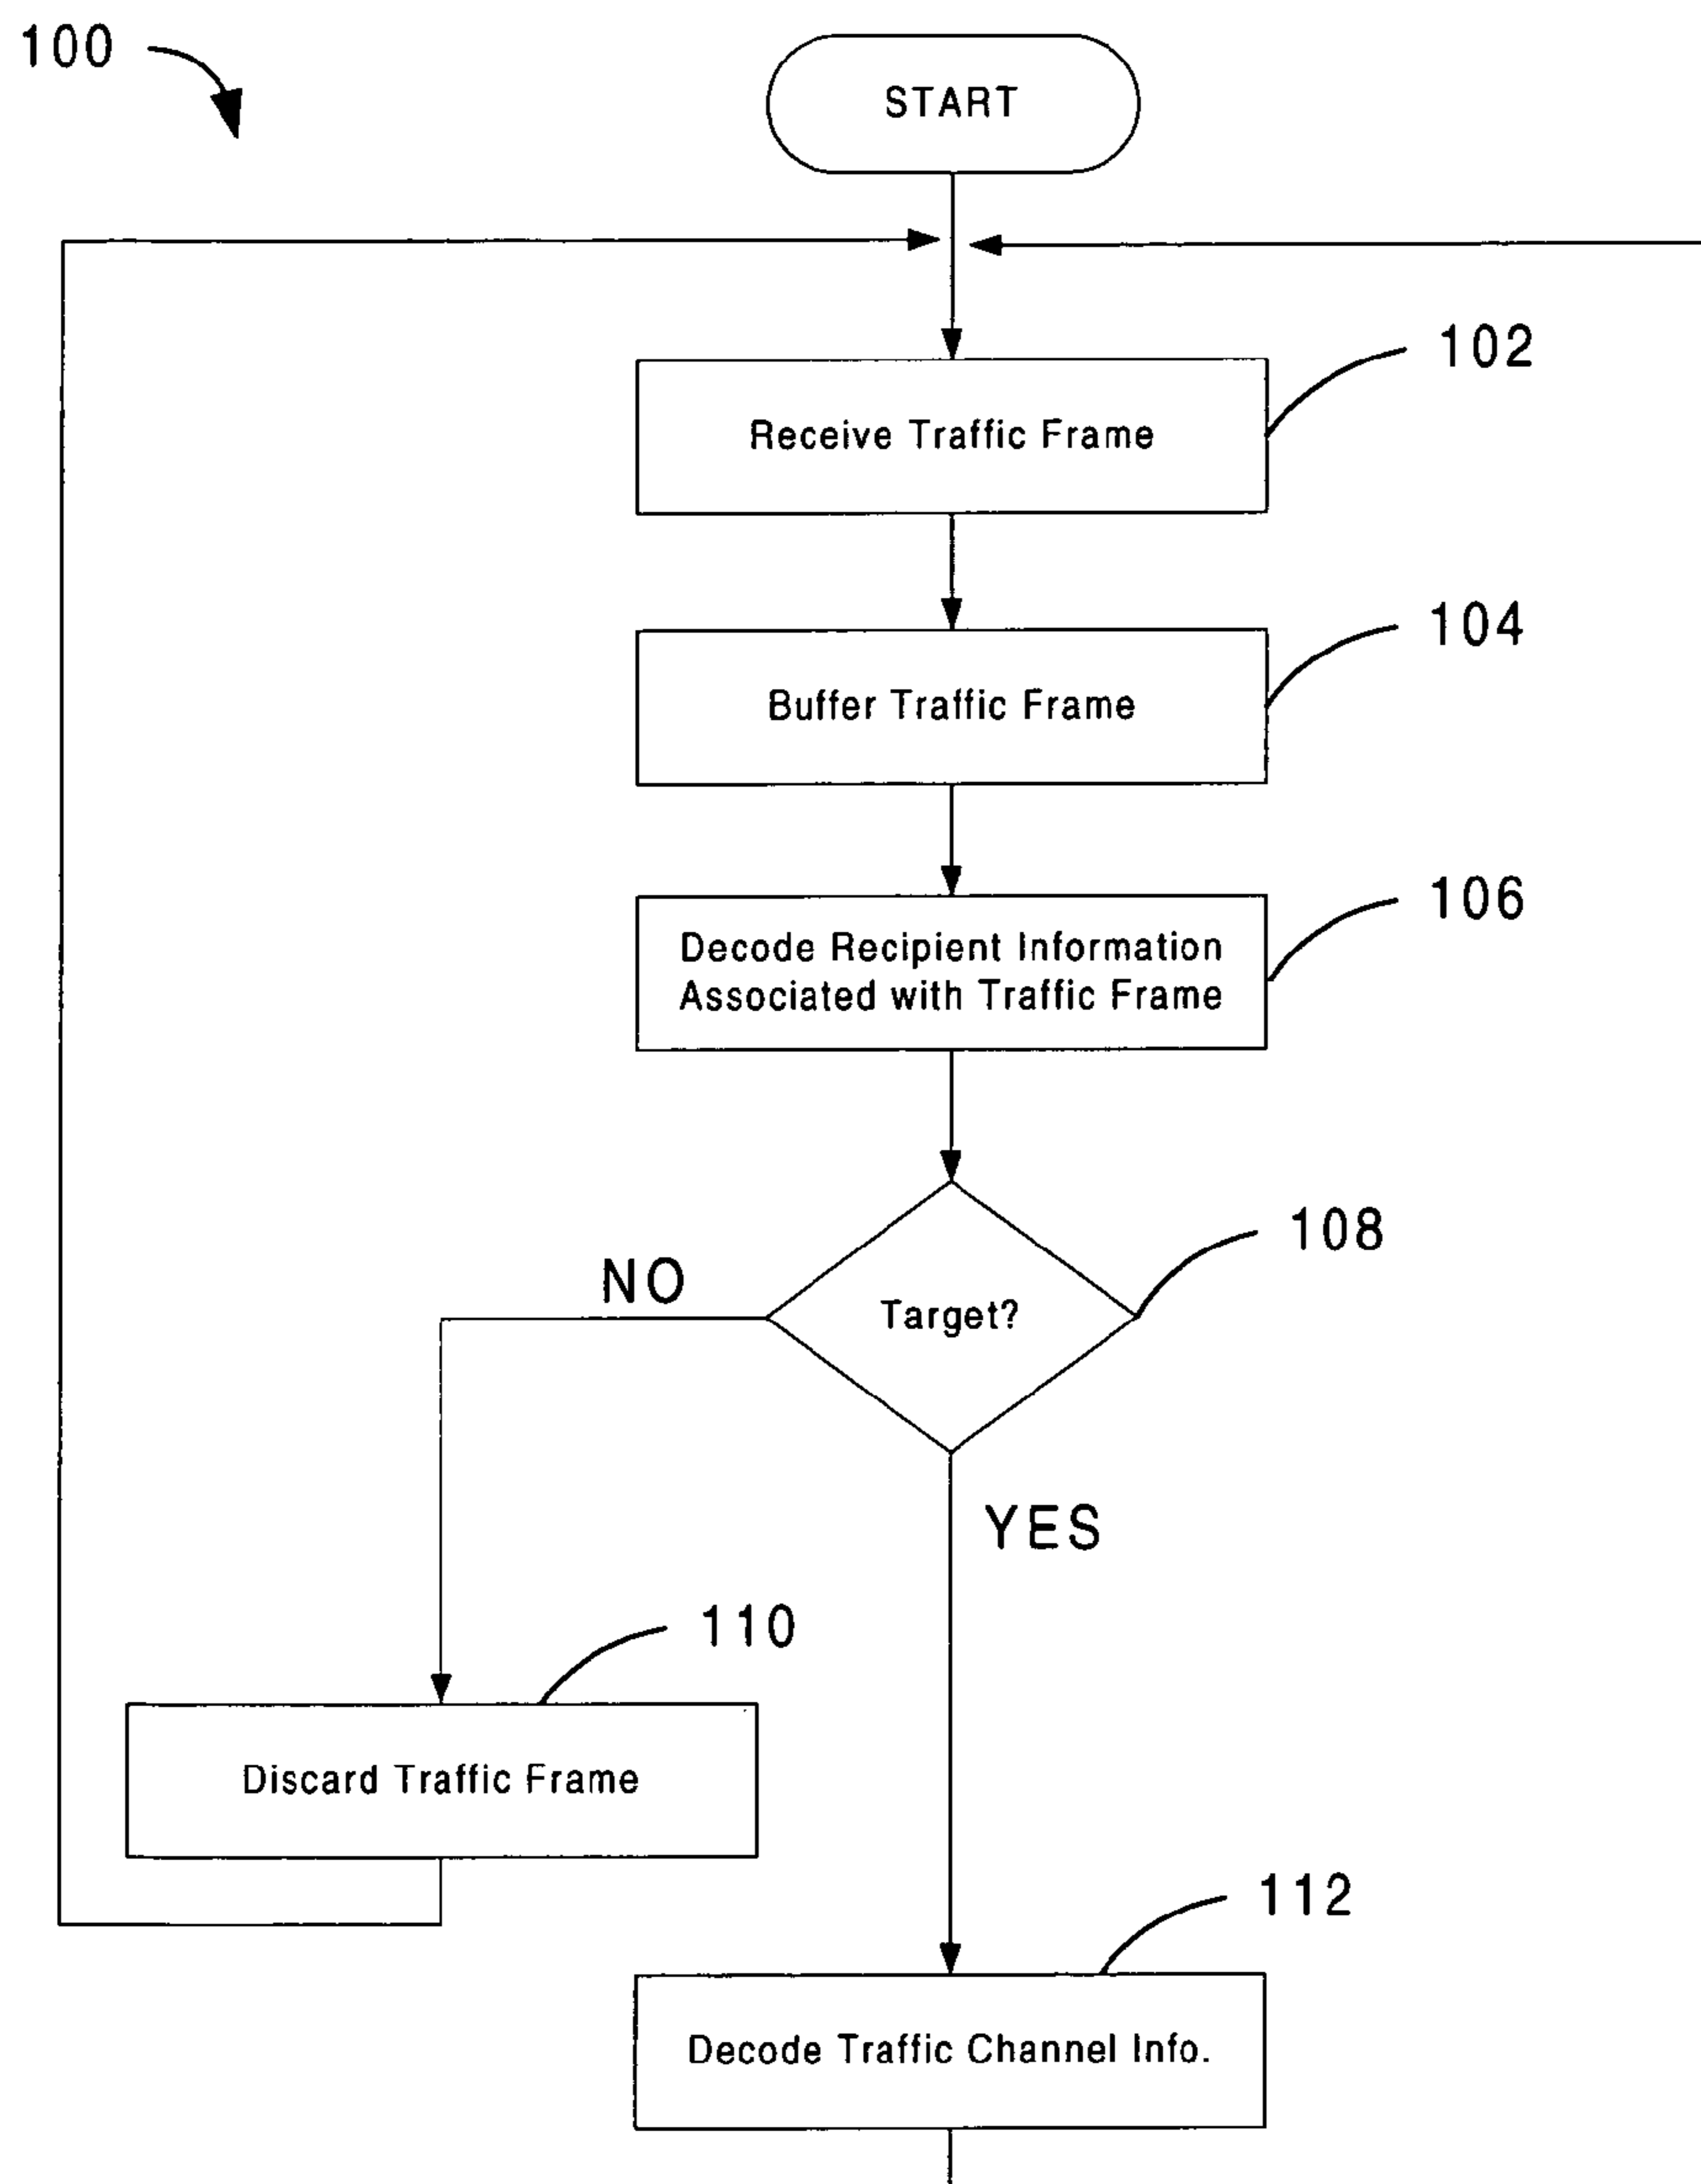 100
START
102
Receive Traffic Frame
104
Buffer Traffic Frame
106
Decode Recipient Information
Associated with Traffic Frame
108
NO
Target?
YES
110
Discard Traffic Frame
112
Decode Traffic Channel Info.